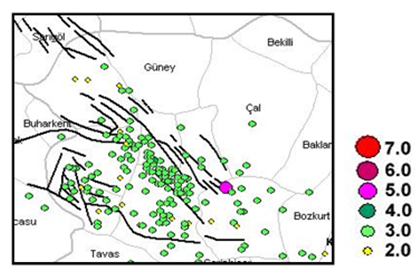 Sarıgöl
Bekilli
Güney
Çal
Buharkent
Baklan
Bozkurt
Tavas
7.0
6.0
5.0
4.0
3.0
2.0